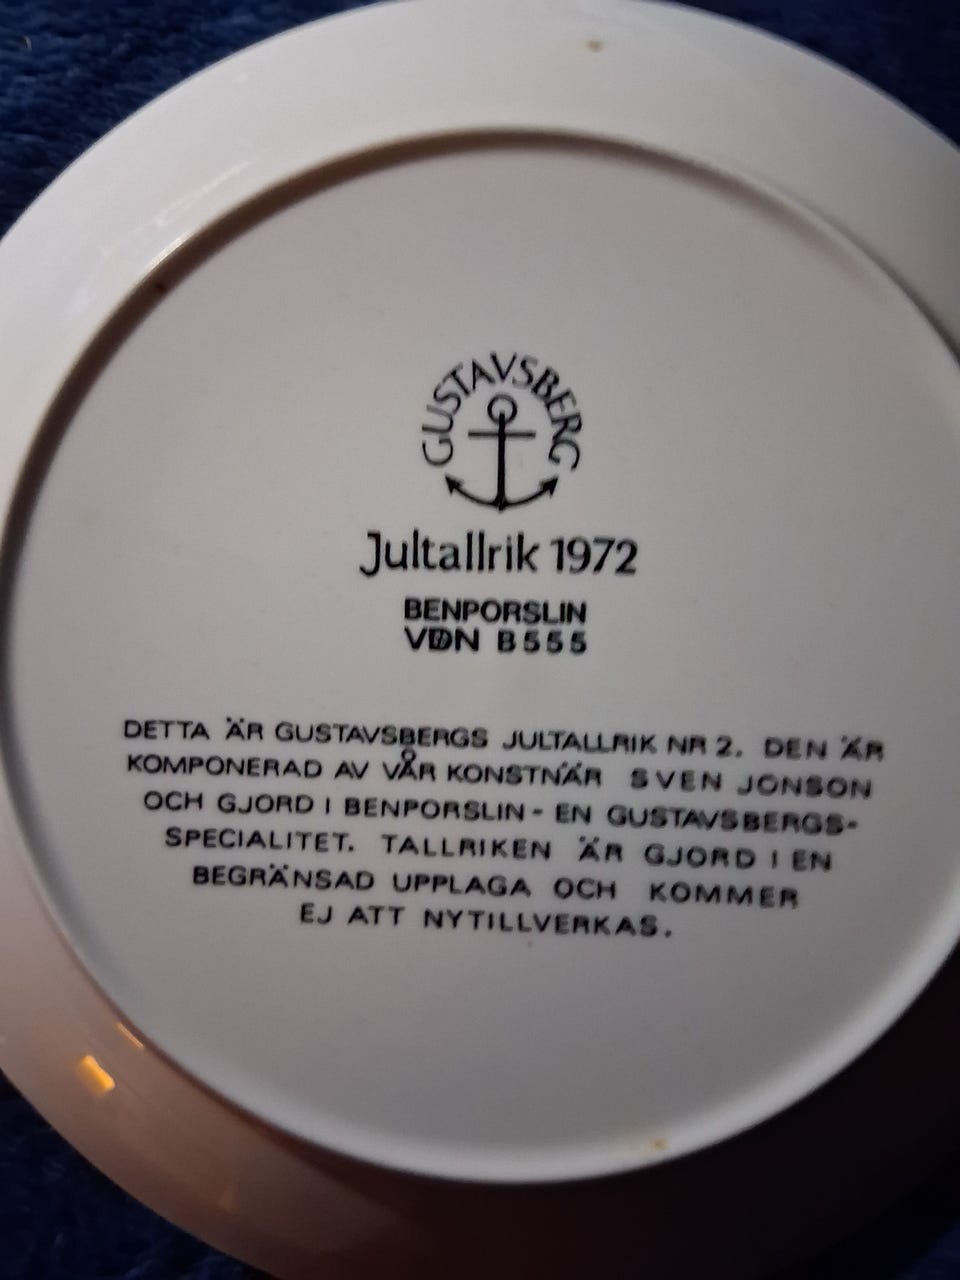 GUSTAVSBERG
Jultallrik 1972
BENPORSLIN
VDN B555
DETTA ÄR GUSTAVSBERGS JULTALLRIK NR 2. DEN ÄR
KOMPONERAD AV VÅR KONSTNÄR SVEN JONSON
OCH GJORD I BENPORSLIN - EN GUSTAVSBERGS-
SPECIALITET. TALLRIKEN ÄR GJORD I EN
BEGRÄNSAD UPPLAGA OCH KOMMER
EJ ATT NYTILLVERKAS.